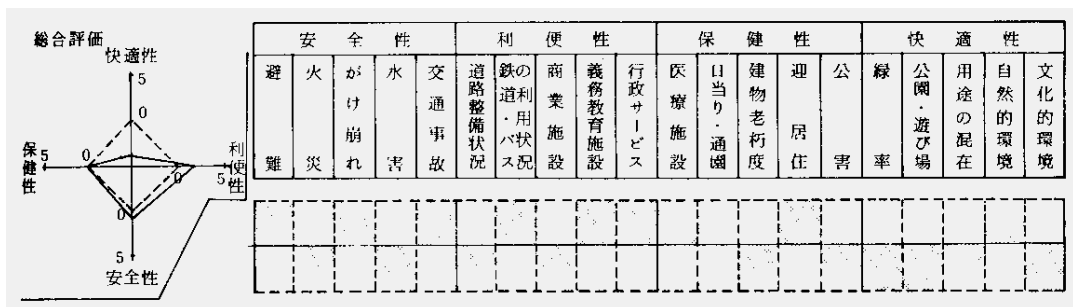 総合評価
快適性
5
0
保健性
5
0
利便性
0
5
0
5
安全性
安全性
利便性
保健性
快適性
避難
火災
がけ崩れ
水害
交通事故
道路整備状況
鉄道・バスの利用状況
商業施設
義務教育施設
行政サービス
医療施設
日当り・通園
建物老朽度
迎居住
公害
緑率
公園・遊び場
用途の混在
自然的環境
文化的環境